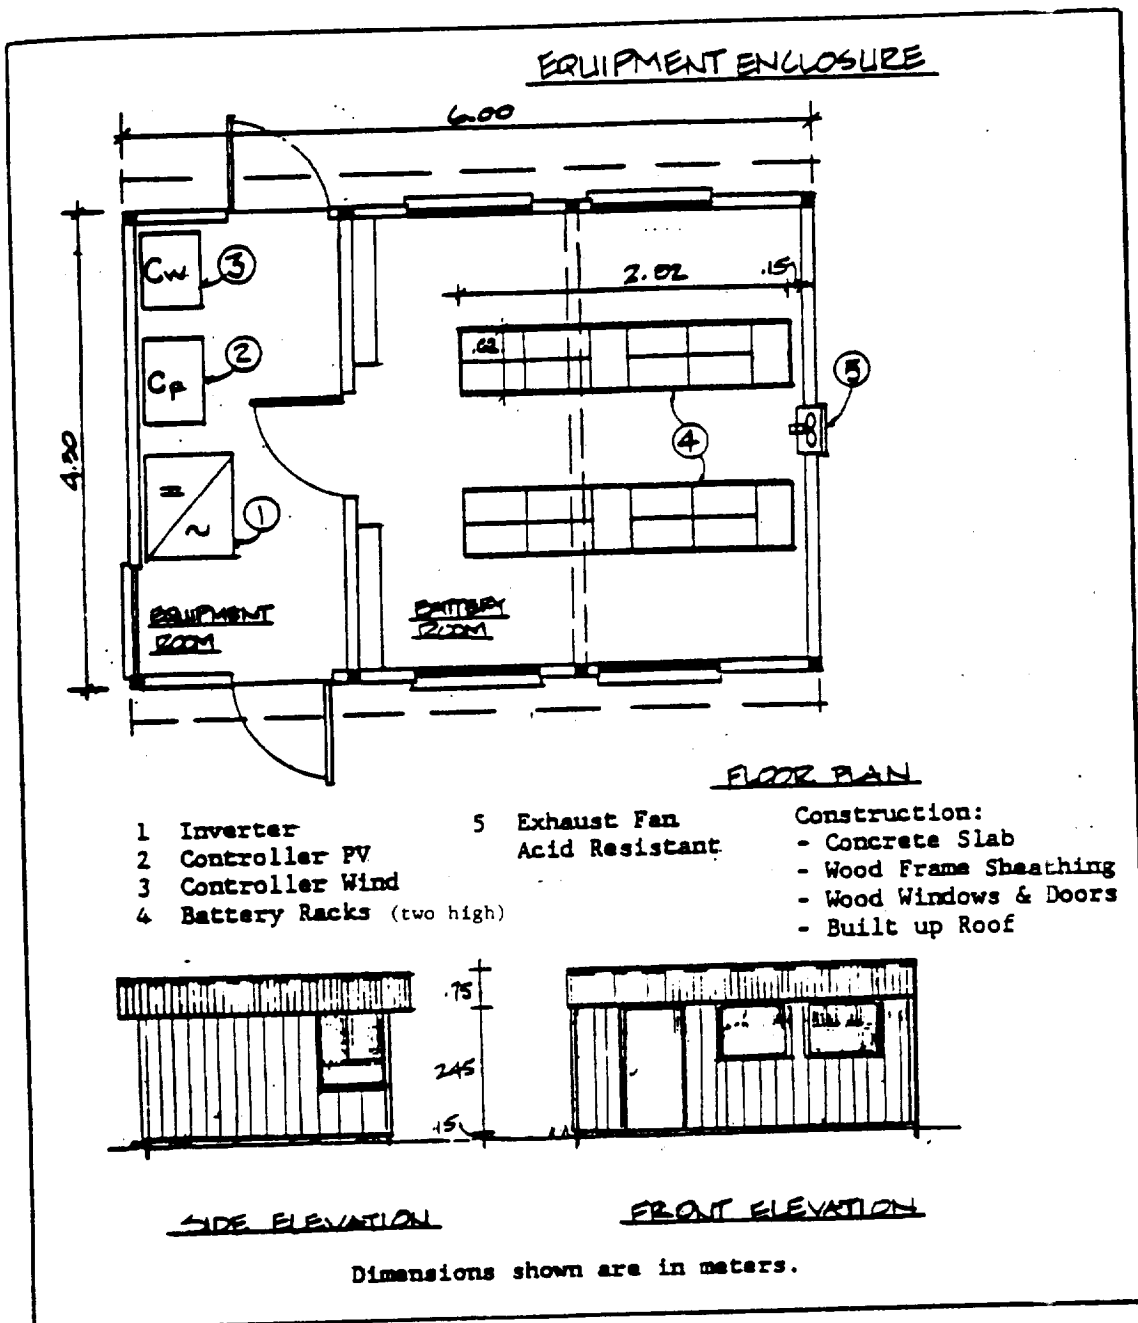 EQUIPMENT ENCLOSURE
6.00
Cw
3
2.82
.15
Cp
2
.62
5
4
4.50
=
~
1
EQUIPMENT
ROOM
BATTERY
ROOM
FLOOR PLAN
1 Inverter
2 Controller PV
3 Controller Wind
4 Battery Racks (two high)
5 Exhaust Fan
Acid Resistant
Construction:
- Concrete Slab
- Wood Frame Sheathing
- Wood Windows & Doors
- Built up Roof
.75
2.45
.15
SIDE ELEVATION
FRONT ELEVATION
Dimensions shown are in meters.